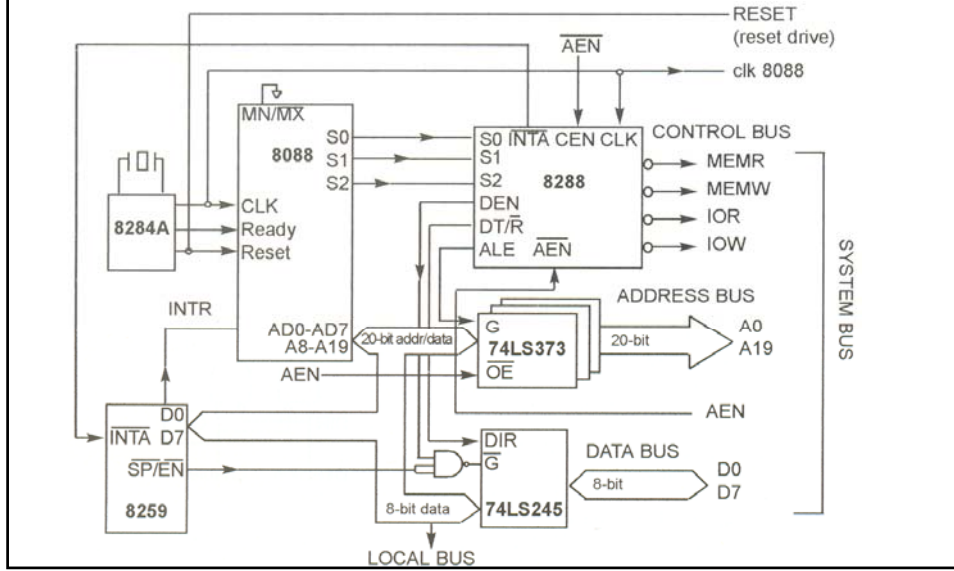 RESET
(reset drive)
AEN
clk 8088
MN/MX
8088
S0
S1
S2
CLK
Ready
Reset
AD0-AD7
A8-A19
8284A
S0 INTA CEN CLK
S1
S2
8288
DEN
DT/R
ALE
AEN
CONTROL BUS
MEMR
MEMW
IOR
IOW
SYSTEM BUS
INTR
20-bit addr/data
G
74LS373
OE
ADDRESS BUS
20-bit
A0
A19
AEN
AEN
D0
INTA D7
SP/EN
8259
DIR
G
74LS245
DATA BUS
8-bit
D0
D7
8-bit data
LOCAL BUS